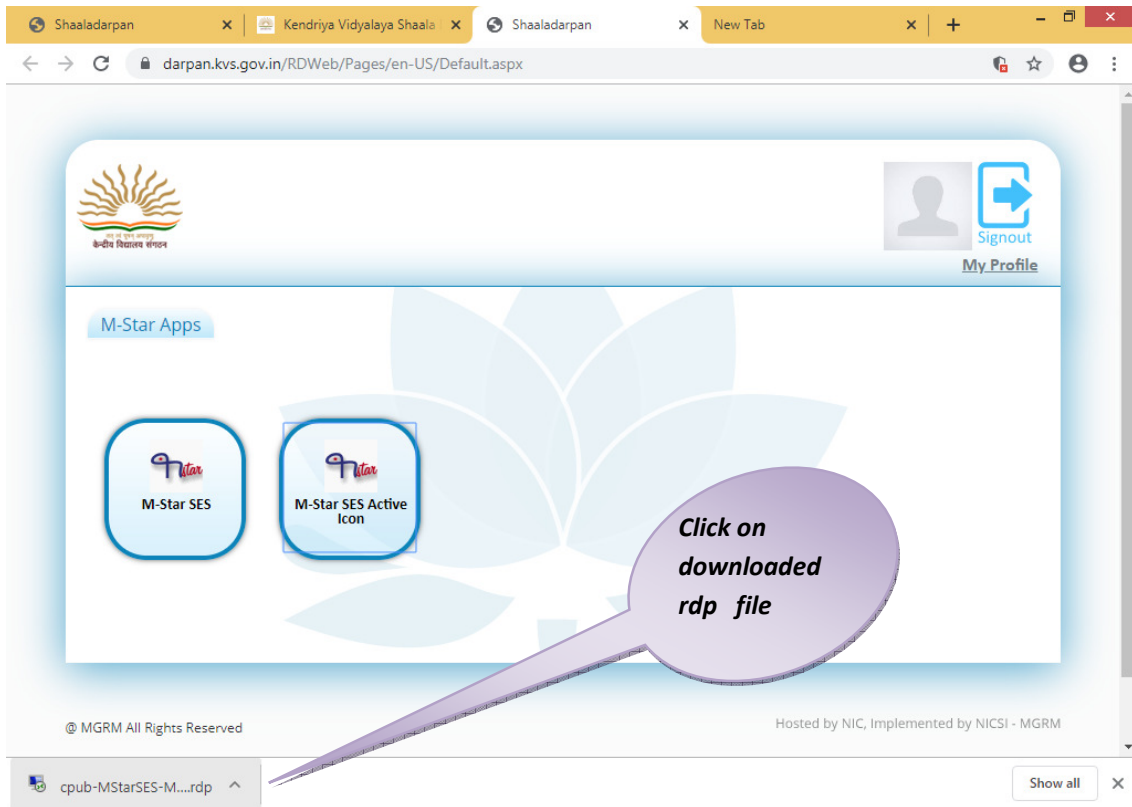 Shaaladarpan
Kendriya Vidyalaya Shaala
Shaaladarpan
New Tab
darpan.kvs.gov.in/RDWeb/Pages/en-US/Default.aspx
केन्द्रीय विद्यालय संगठन
Signout
My Profile
M-Star Apps
Mstar
M-Star SES
Mstar
M-Star SES Active
Icon
Click on
downloaded
rdp file
@ MGRM All Rights Reserved
Hosted by NIC, Implemented by NICSI - MGRM
cpub-MStarSES-M....rdp
Show all